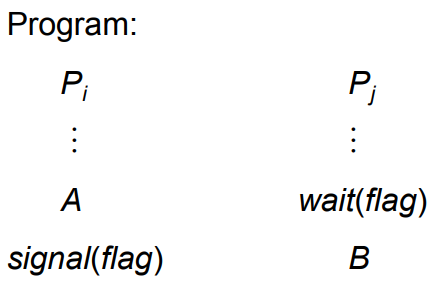 Program:
Pi Pj
⋮ ⋮
A wait(flag)
signal(flag) B